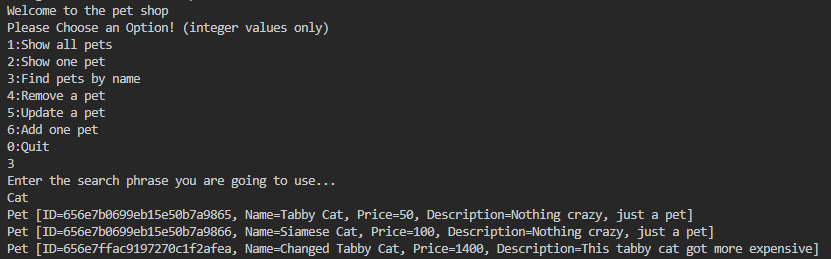 Welcome to the pet shop
Please Choose an Option! (integer values only)
1:Show all pets
2:Show one pet
3:Find pets by name
4:Remove a pet
5:Update a pet
6:Add one pet
0:Quit
3
Enter the search phrase you are going to use...
Cat
Pet [ID=656e7b0699eb15e50b7a9865, Name=Tabby Cat, Price=50, Description=Nothing crazy, just a pet]
Pet [ID=656e7b0699eb15e50b7a9866, Name=Siamese Cat, Price=100, Description=Nothing crazy, just a pet]
Pet [ID=656e7ffac9197270c1f2afea, Name=Changed Tabby Cat, Price=1400, Description=This tabby cat got more expensive]